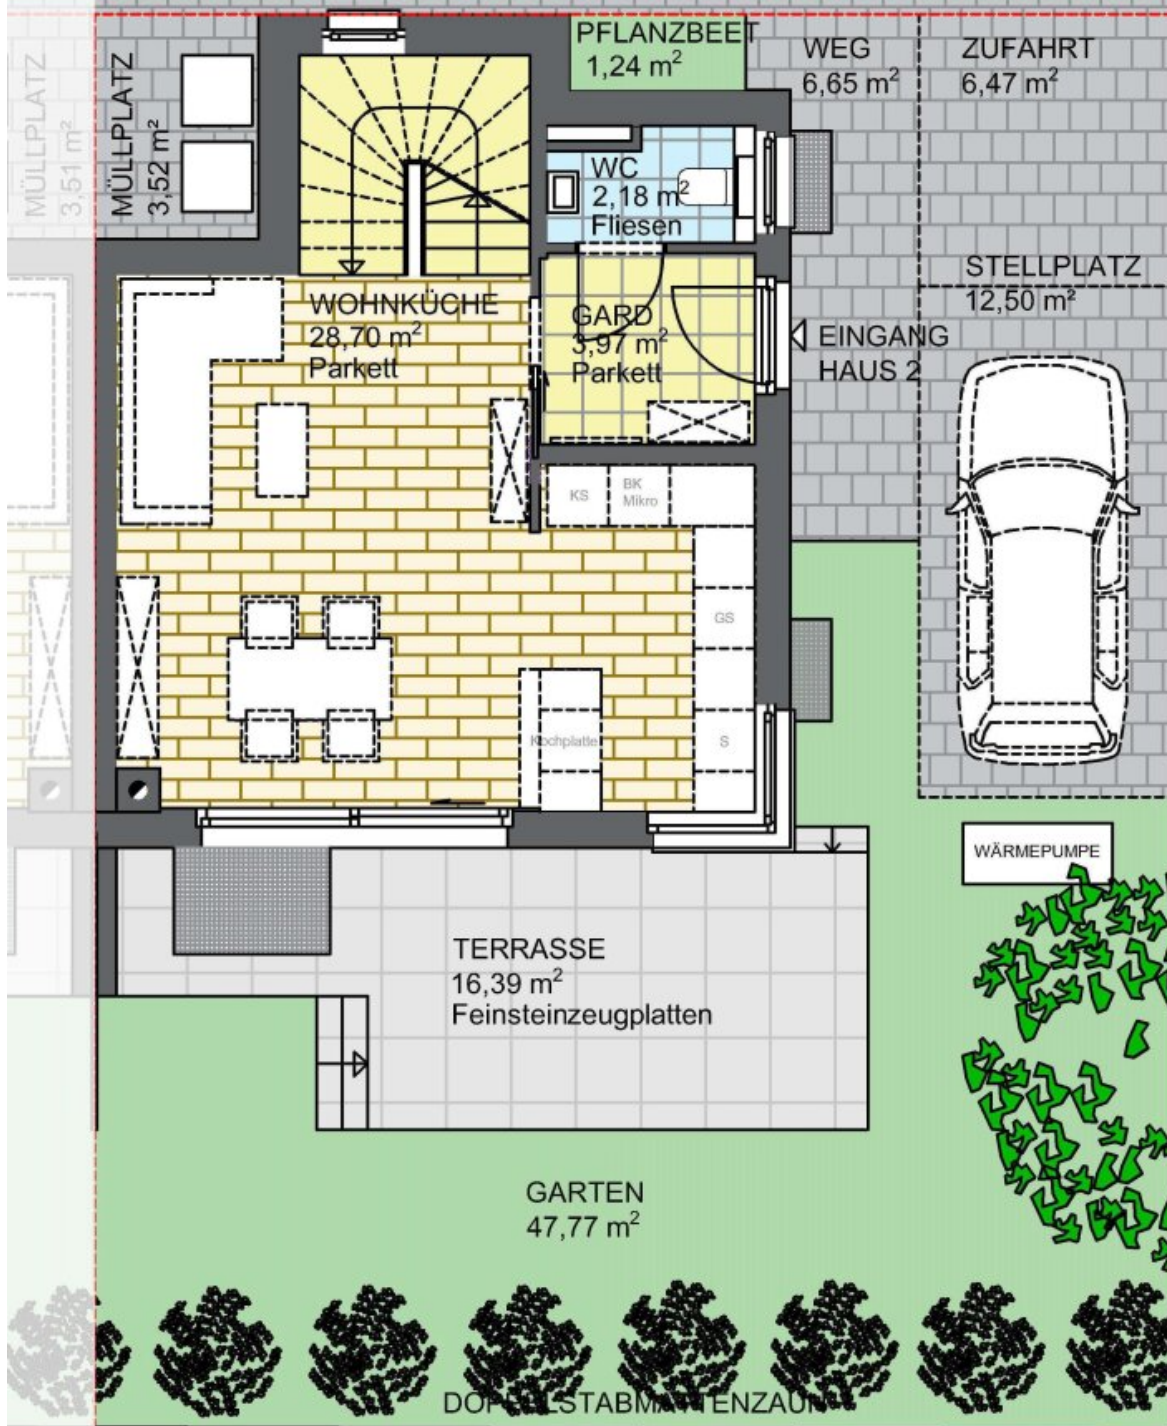 PFLANZBEET
1,24 m²
WEG
6,65 m²
ZUFAHRT
6,47 m²
MÜLLPLATZ
3,51 m²
MÜLLPLATZ
3,52 m²
WC
2,18 m²
Fliesen
STELLPLATZ
12,50 m²
WOHNKÜCHE
28,70 m²
Parkett
GARD
3,97 m²
Parkett
EINGANG
HAUS 2
KS
BK
Mikro
GS
Kochplatte
S
WÄRMEPUMPE
TERRASSE
16,39 m²
Feinsteinzeugplatten
GARTEN
47,77 m²
DOPPELSTABMATTENZAUN